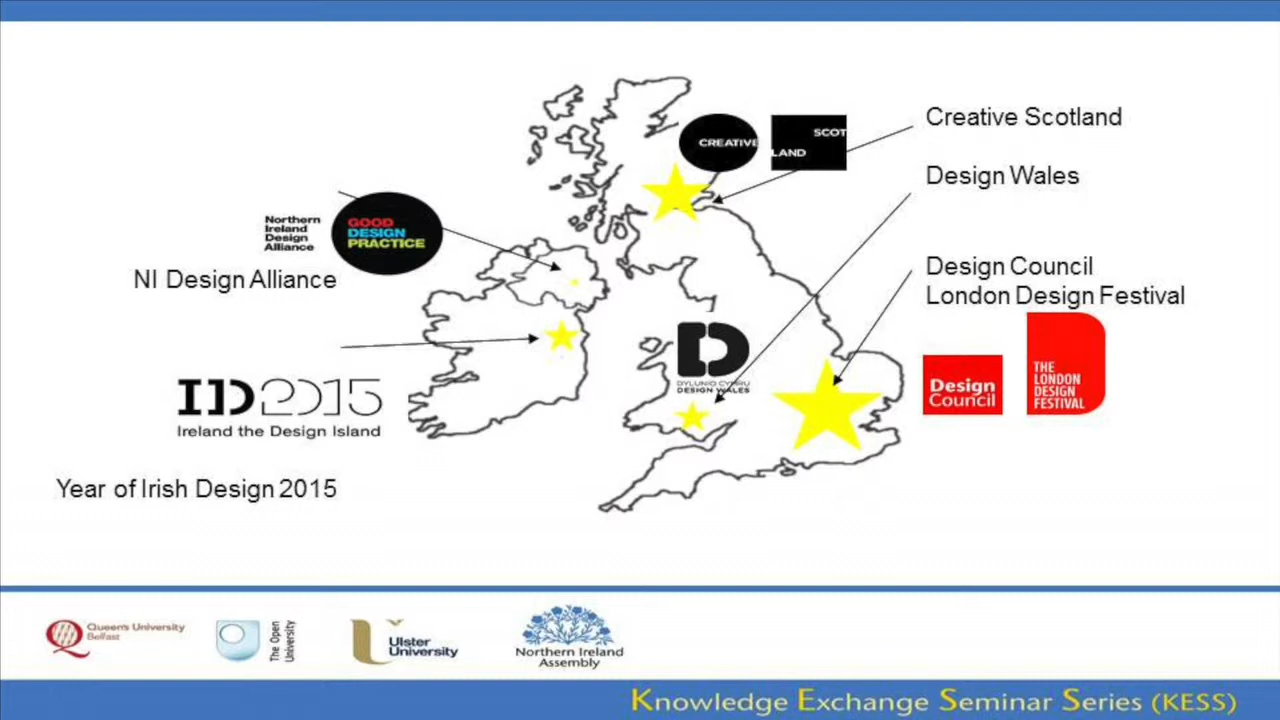 Creative Scotland
CREATIVE
SCOT
LAND
Design Wales
Northern
Ireland
Design
Alliance
GOOD
DESIGN
PRACTICE
NI Design Alliance
Design Council
London Design Festival
DYLUNIO CYMRU
DESIGN WALES
Design
Council
THE
LONDON
DESIGN
FESTIVAL
ID2015
Ireland the Design Island
Year of Irish Design 2015
Queen's University
Belfast
The Open
University
Ulster
University
Northern Ireland
Assembly
Knowledge Exchange Seminar Series (KESS)